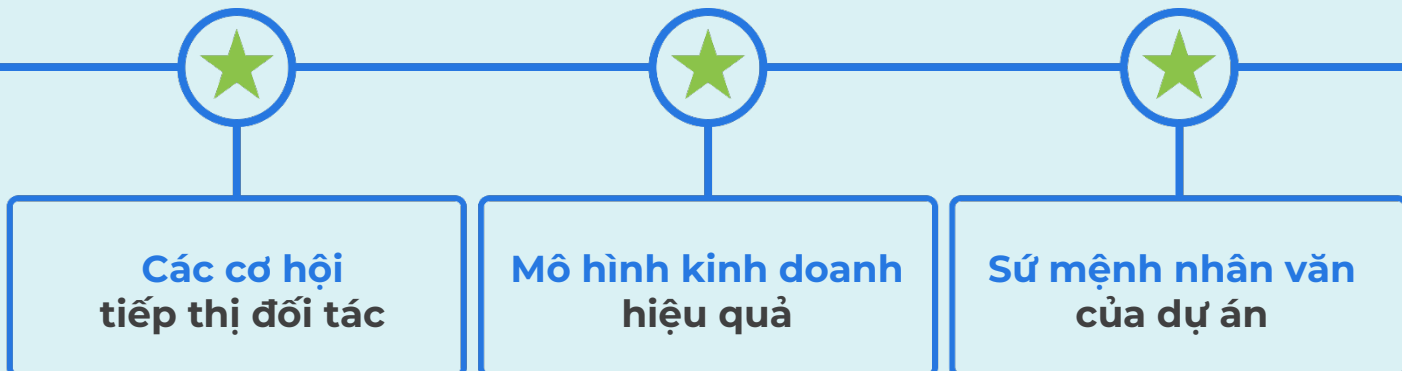 Các cơ hội
tiếp thị đối tác
Mô hình kinh doanh
hiệu quả
Sứ mệnh nhân văn
của dự án